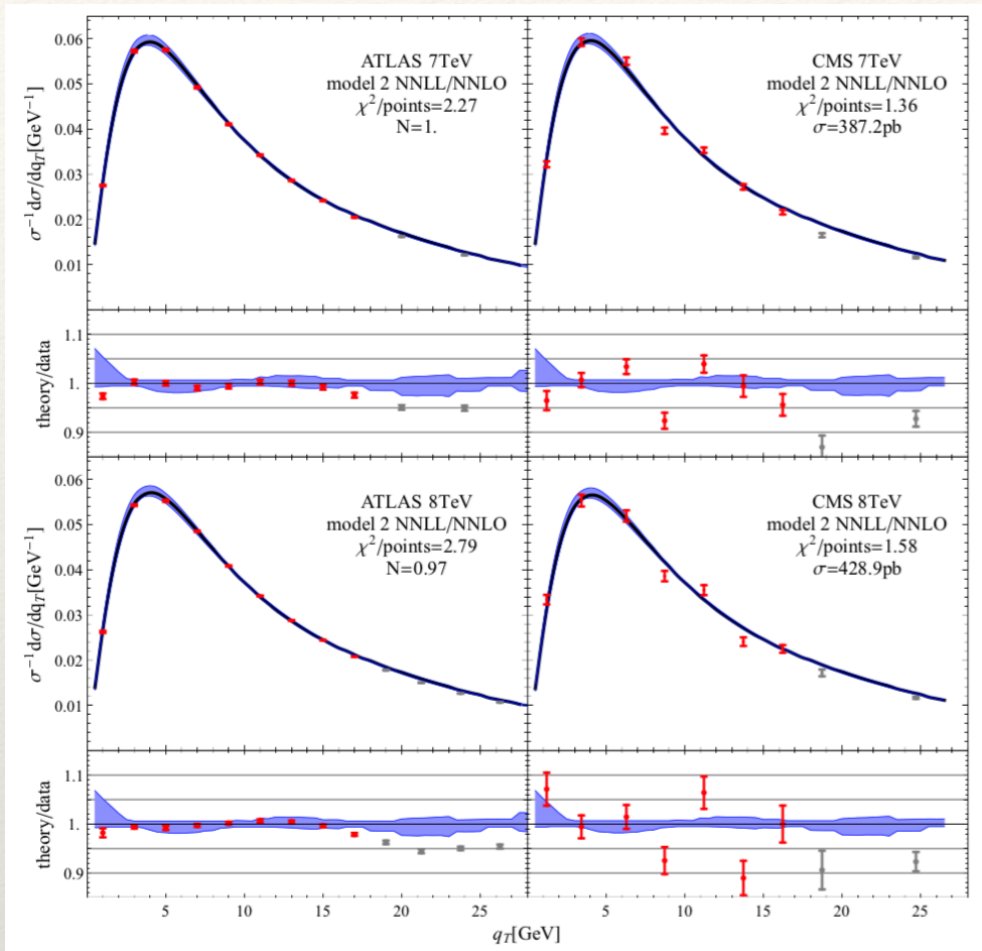 0.06
0.05
0.04
0.03
0.02
0.01
σ⁻¹dσ/dq_T[GeV⁻¹]
ATLAS 7TeV
model 2 NNLL/NNLO
χ²/points=2.27
N=1.
CMS 7TeV
model 2 NNLL/NNLO
χ²/points=1.36
σ=387.2pb
1.1
1.
0.9
theory/data
0.06
0.05
0.04
0.03
0.02
0.01
σ⁻¹dσ/dq_T[GeV⁻¹]
ATLAS 8TeV
model 2 NNLL/NNLO
χ²/points=2.79
N=0.97
CMS 8TeV
model 2 NNLL/NNLO
χ²/points=1.58
σ=428.9pb
1.1
1.
0.9
theory/data
5 10 15 20 25 5 10 15 20 25
q_T[GeV]